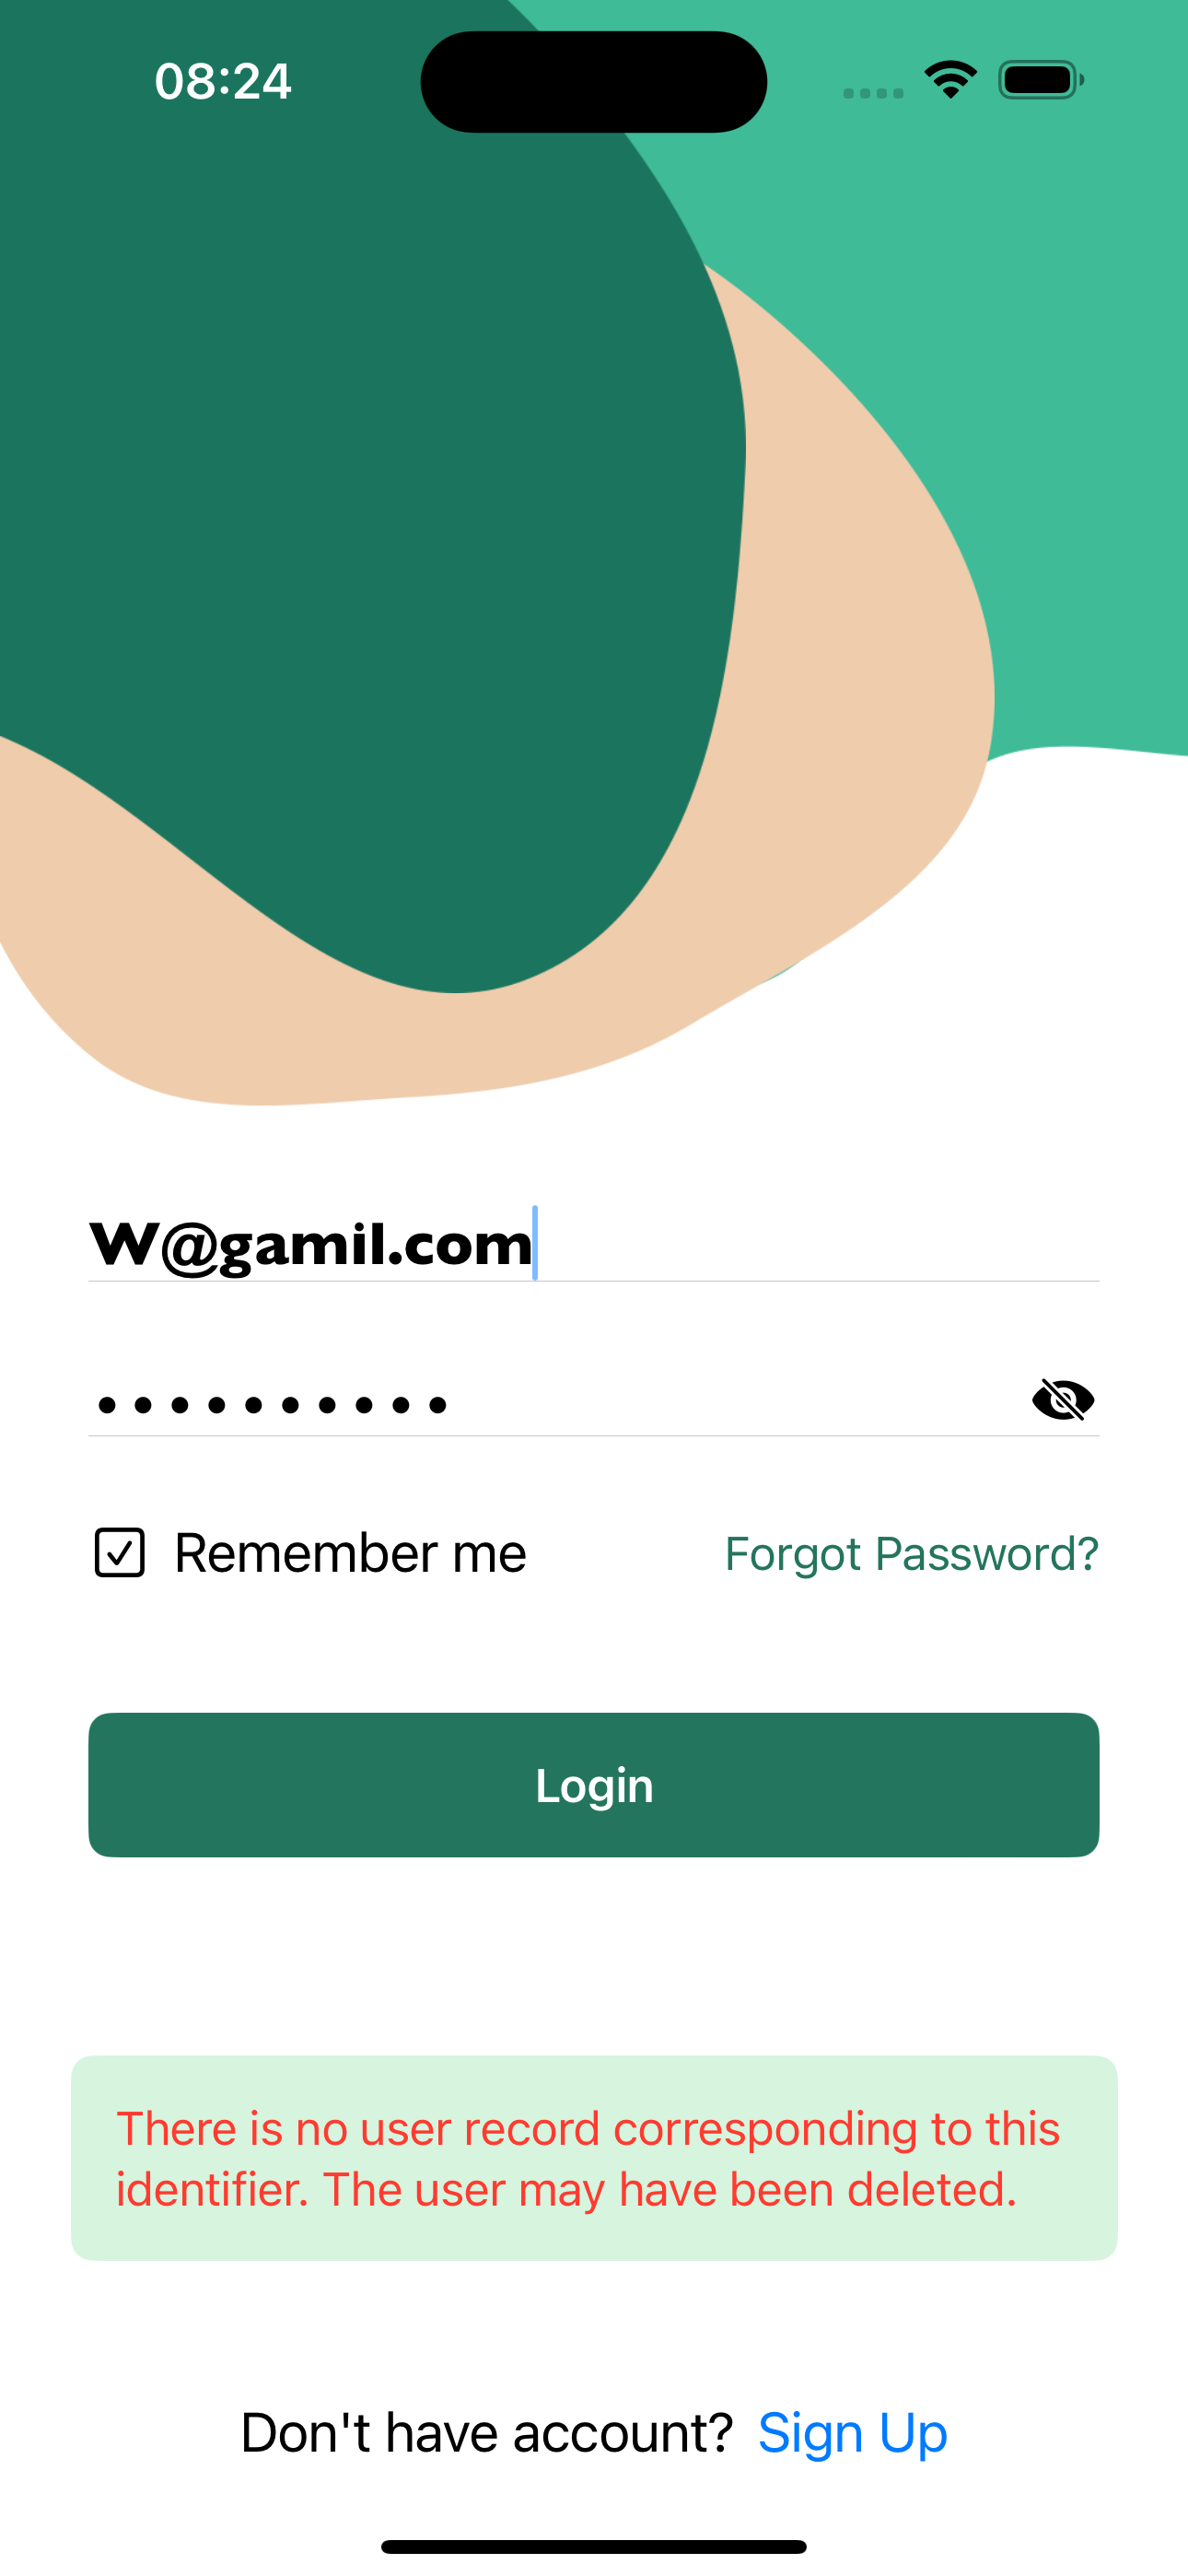 08:24
W@gamil.com
••••••••••
Remember me
Forgot Password?
Login
There is no user record corresponding to this
identifier. The user may have been deleted.
Don't have account? Sign Up